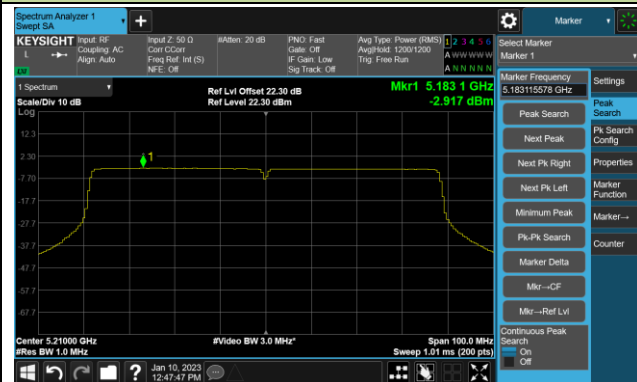 Spectrum Analyzer 1
Swept SA
Marker
KEYSIGHT
L
Input: RF
Coupling: AC
Align: Auto
Input Z: 50 Ω
Corr CCorr
Freq Ref: Int (S)
NFE: Off
#Atten: 20 dB
PNO: Fast
Gate: Off
IF Gain: Low
Sig Track: Off
Avg Type: Power (RMS)
Avg|Hold: 1200/1200
Trig: Free Run
1 2 3 4 5 6
A W W W W W
A N N N N N
Select Marker
Marker 1
1 Spectrum
Scale/Div 10 dB
Log
Ref Lvl Offset 22.30 dB
Ref Level 22.30 dBm
Mkr1 5.183 1 GHz
-2.917 dBm
12.3
2.30
-7.70
-17.7
-27.7
-37.7
-47.7
-57.7
-67.7
1
Center 5.21000 GHz
#Res BW 1.0 MHz
#Video BW 3.0 MHz*
Span 100.0 MHz
Sweep 1.01 ms (200 pts)
Marker Frequency
5.183115578 GHz
Peak Search
Next Peak
Next Pk Right
Next Pk Left
Minimum Peak
Pk-Pk Search
Marker Delta
Mkr→CF
Mkr→Ref Lvl
Continuous Peak
Search
On
Off
Settings
Peak
Search
Pk Search
Config
Properties
Marker
Function
Marker→
Counter
Jan 10, 2023
12:47:47 PM